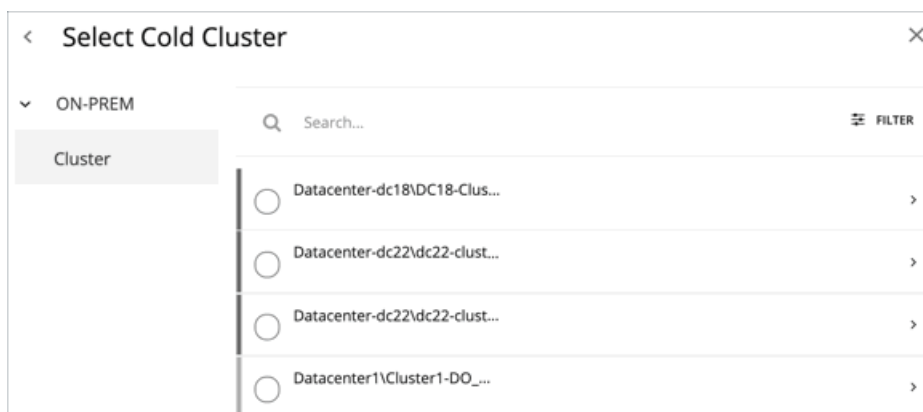 Select Cold Cluster
ON-PREM
Cluster
Search...
FILTER
Datacenter-dc18\DC18-Clus...
Datacenter-dc22\dc22-clust...
Datacenter-dc22\dc22-clust...
Datacenter1\Cluster1-DO_...